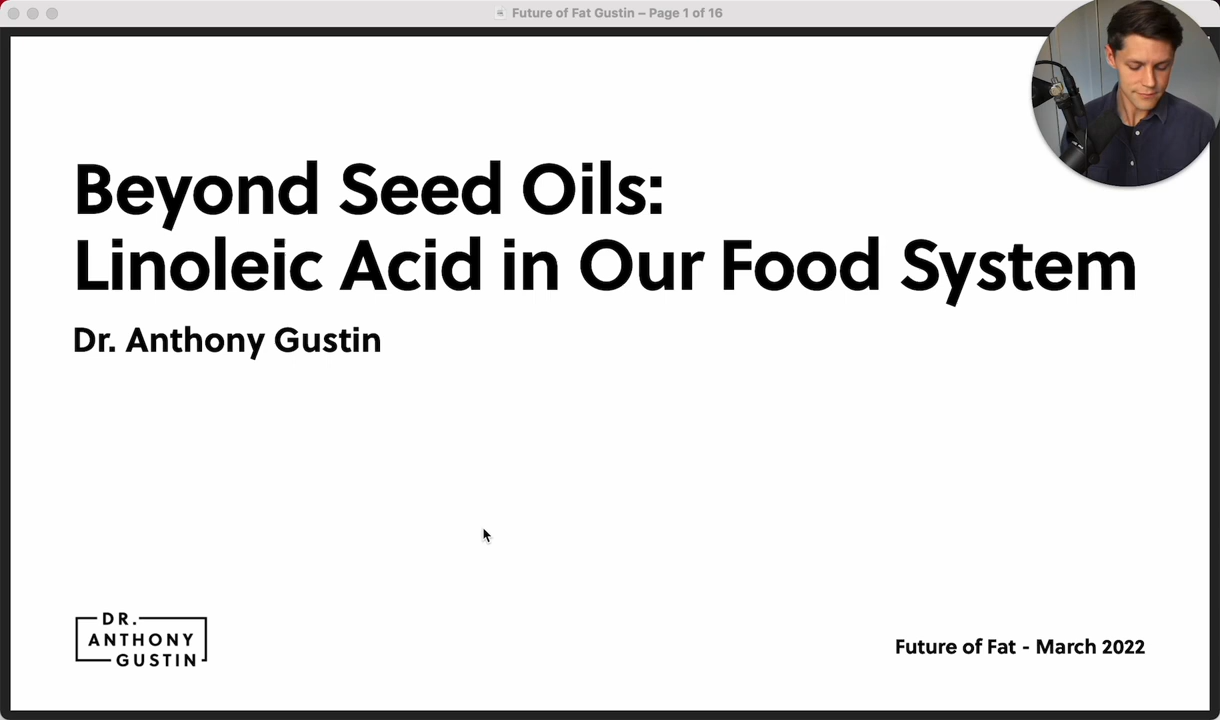 Future of Fat Gustin – Page 1 of 16
Beyond Seed Oils:
Linoleic Acid in Our Food System
Dr. Anthony Gustin
DR.
ANTHONY
GUSTIN
Future of Fat - March 2022